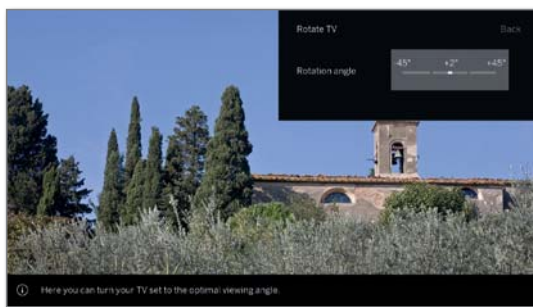 Rotate TV Back
Rotation angle
-45° +2° +45°
Here you can turn your TV set to the optimal viewing angle.